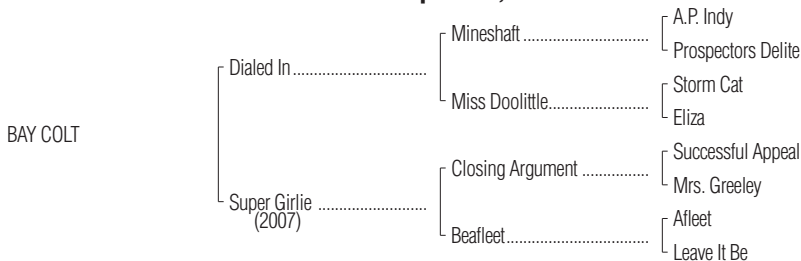 A.P. Indy
Mineshaft
Prospectors Delite
Dialed In
Storm Cat
Miss Doolittle
Eliza
BAY COLT
Successful Appeal
Closing Argument
Mrs. Greeley
Super Girlie
(2007)
Afleet
Beafleet
Leave It Be